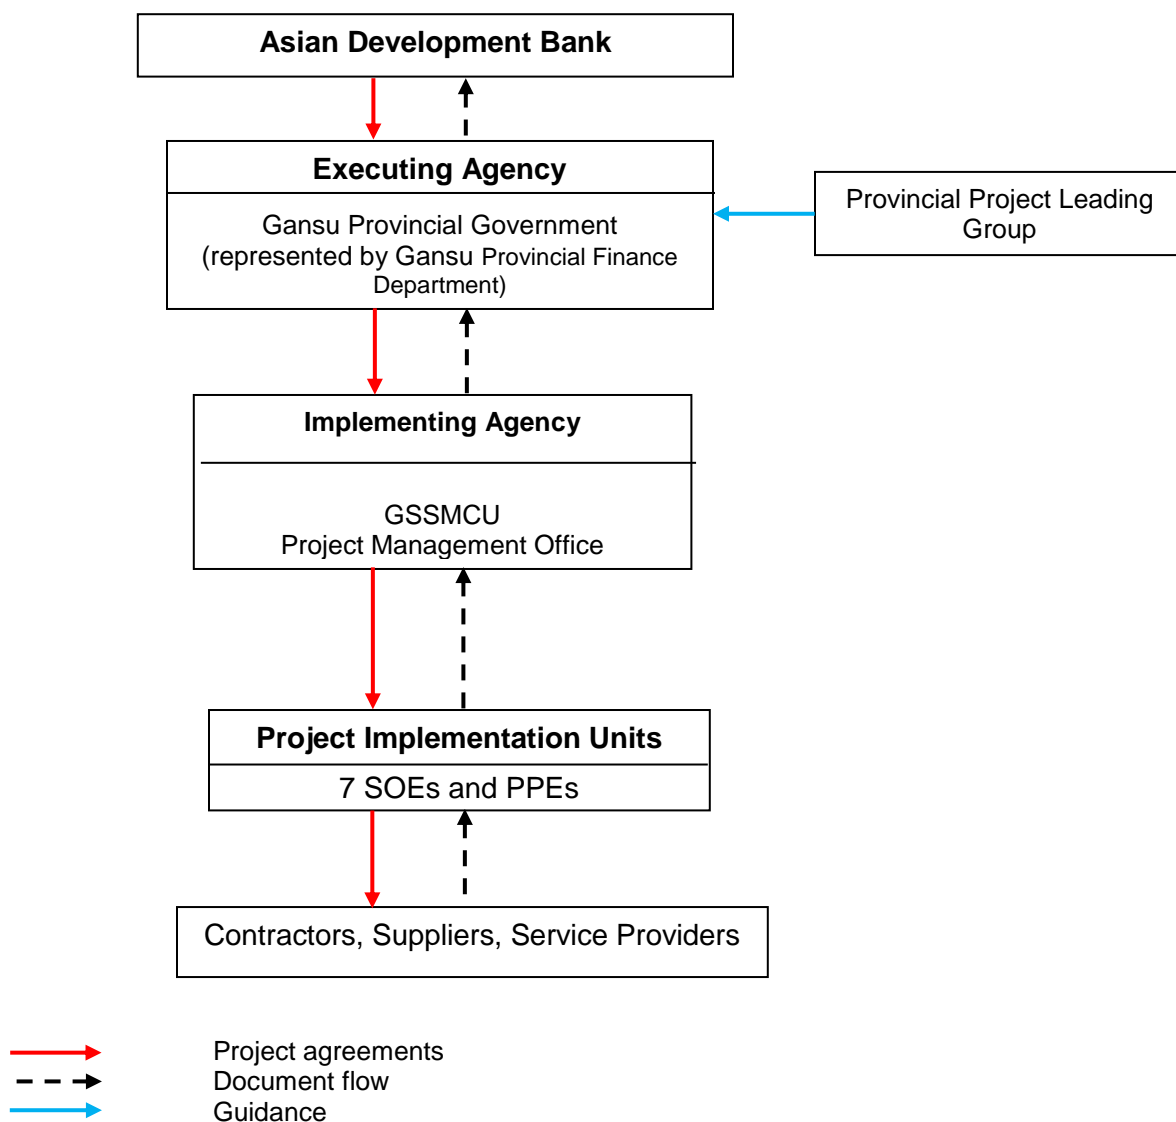 Asian Development Bank
Executing Agency
Gansu Provincial Government
(represented by Gansu Provincial Finance
Department)
Provincial Project Leading
Group
Implementing Agency
GSSMCU
Project Management Office
Project Implementation Units
7 SOEs and PPEs
Contractors, Suppliers, Service Providers
Project agreements
Document flow
Guidance